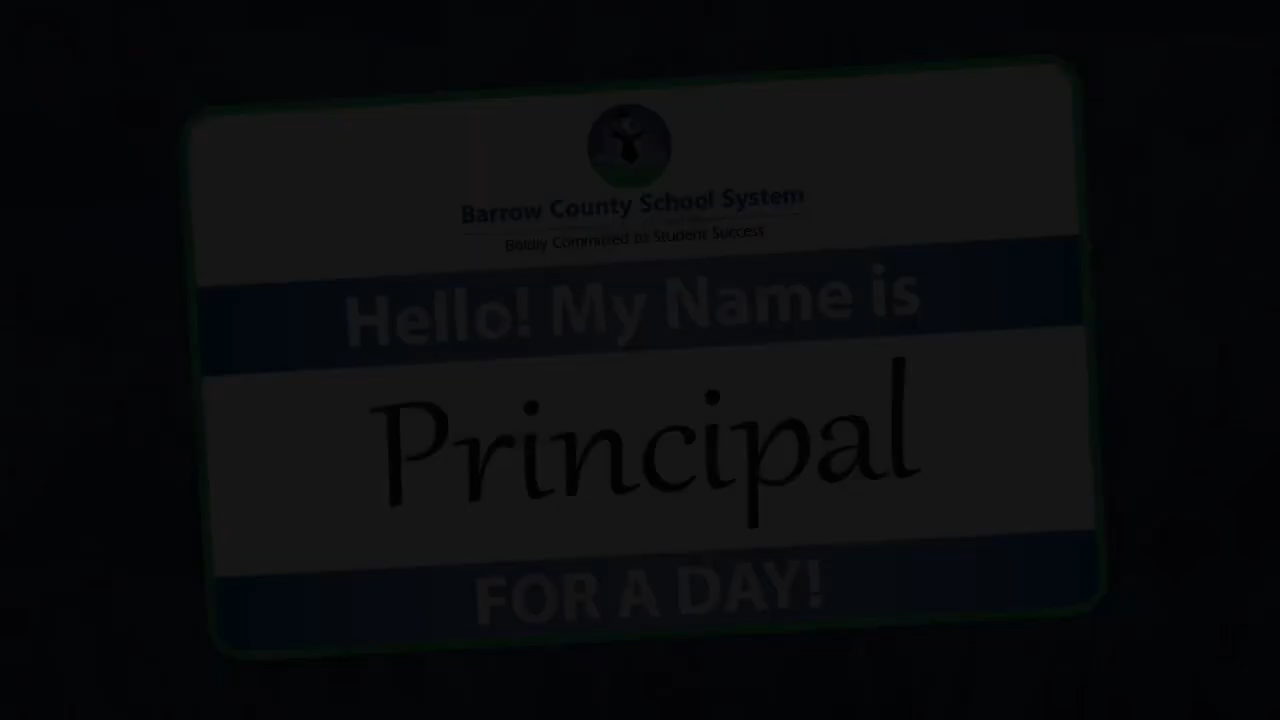 Barrow County School System
Boldly Committed to Student Success
Hello! My Name is
Principal
FOR A DAY!